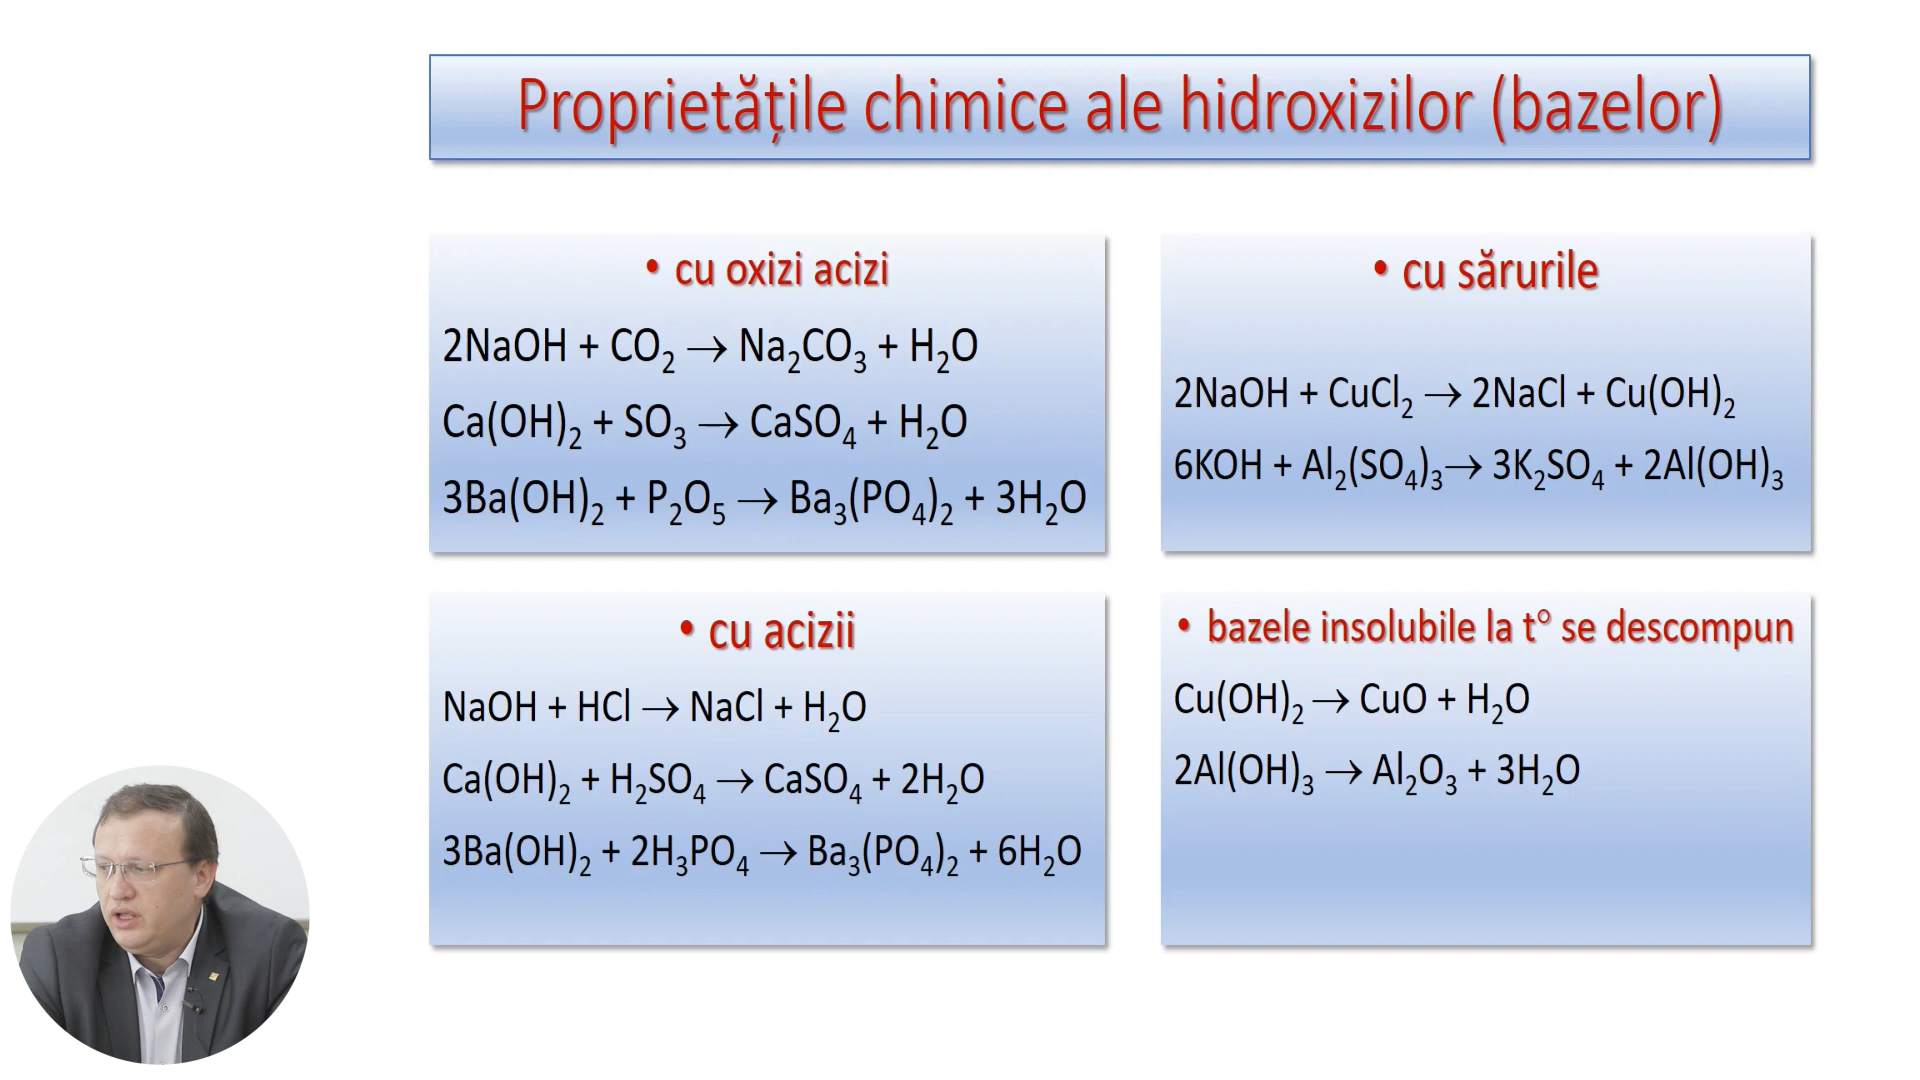 Proprietățile chimice ale hidroxizilor (bazelor)
• cu oxizi acizi
2NaOH + CO₂ → Na₂CO₃ + H₂O
Ca(OH)₂ + SO₃ → CaSO₄ + H₂O
3Ba(OH)₂ + P₂O₅ → Ba₃(PO₄)₂ + 3H₂O
• cu sărurile
2NaOH + CuCl₂ → 2NaCl + Cu(OH)₂
6KOH + Al₂(SO₄)₃→ 3K₂SO₄ + 2Al(OH)₃
• cu acizii
NaOH + HCl → NaCl + H₂O
Ca(OH)₂ + H₂SO₄ → CaSO₄ + 2H₂O
3Ba(OH)₂ + 2H₃PO₄ → Ba₃(PO₄)₂ + 6H₂O
• bazele insolubile la t° se descompun
Cu(OH)₂ → CuO + H₂O
2Al(OH)₃ → Al₂O₃ + 3H₂O